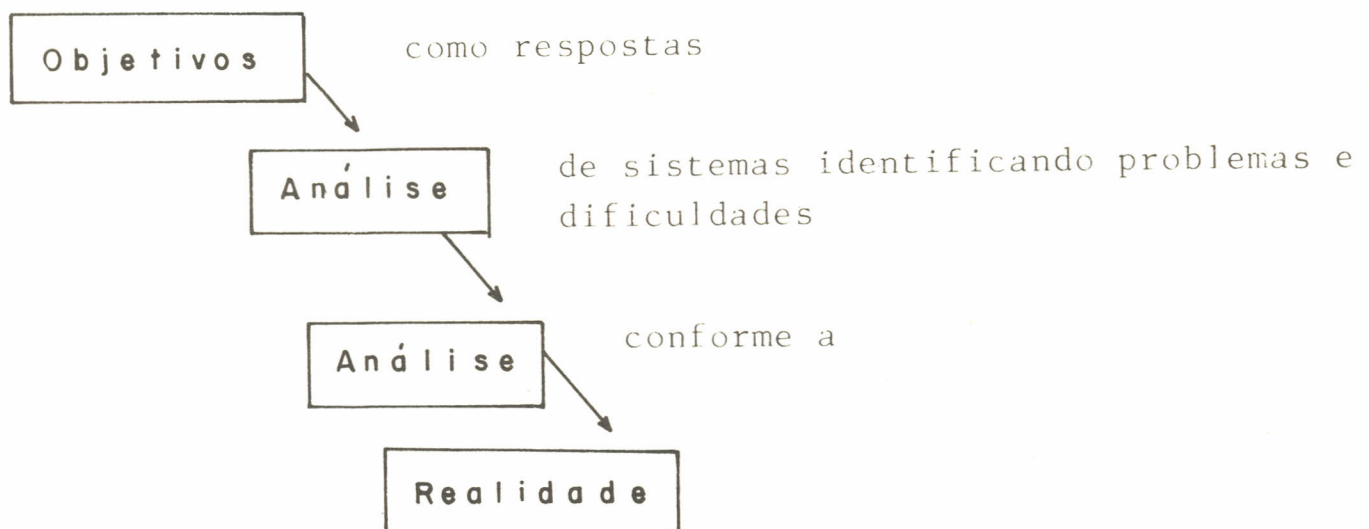 Objetivos
como respostas
Análise
de sistemas identificando problemas e
dificuldades
Análise
conforme a
Realidade